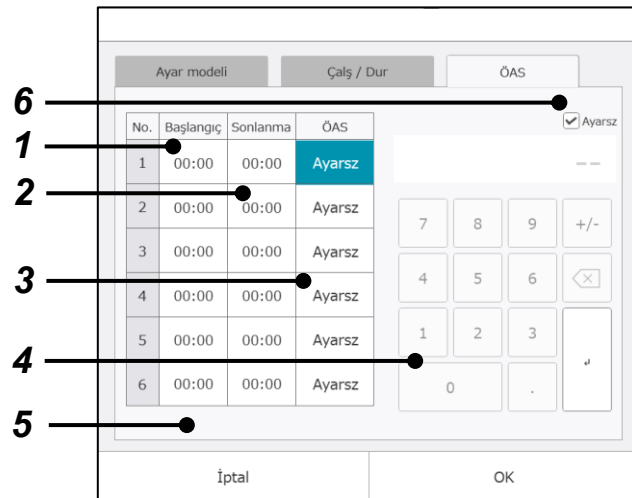 Ayar modeli Çalş / Dur ÖAS
6
Ayarsz
No. Başlangıç Sonlanma ÖAS
1
1 00:00 00:00 Ayarsz
--
2
2 00:00 00:00 Ayarsz
7 8 9 +/-
3 00:00 00:00 Ayarsz
3
4 5 6
4 00:00 00:00 Ayarsz
1 2 3
5 00:00 00:00 Ayarsz
4
6 00:00 00:00 Ayarsz
0 .
5
İptal OK